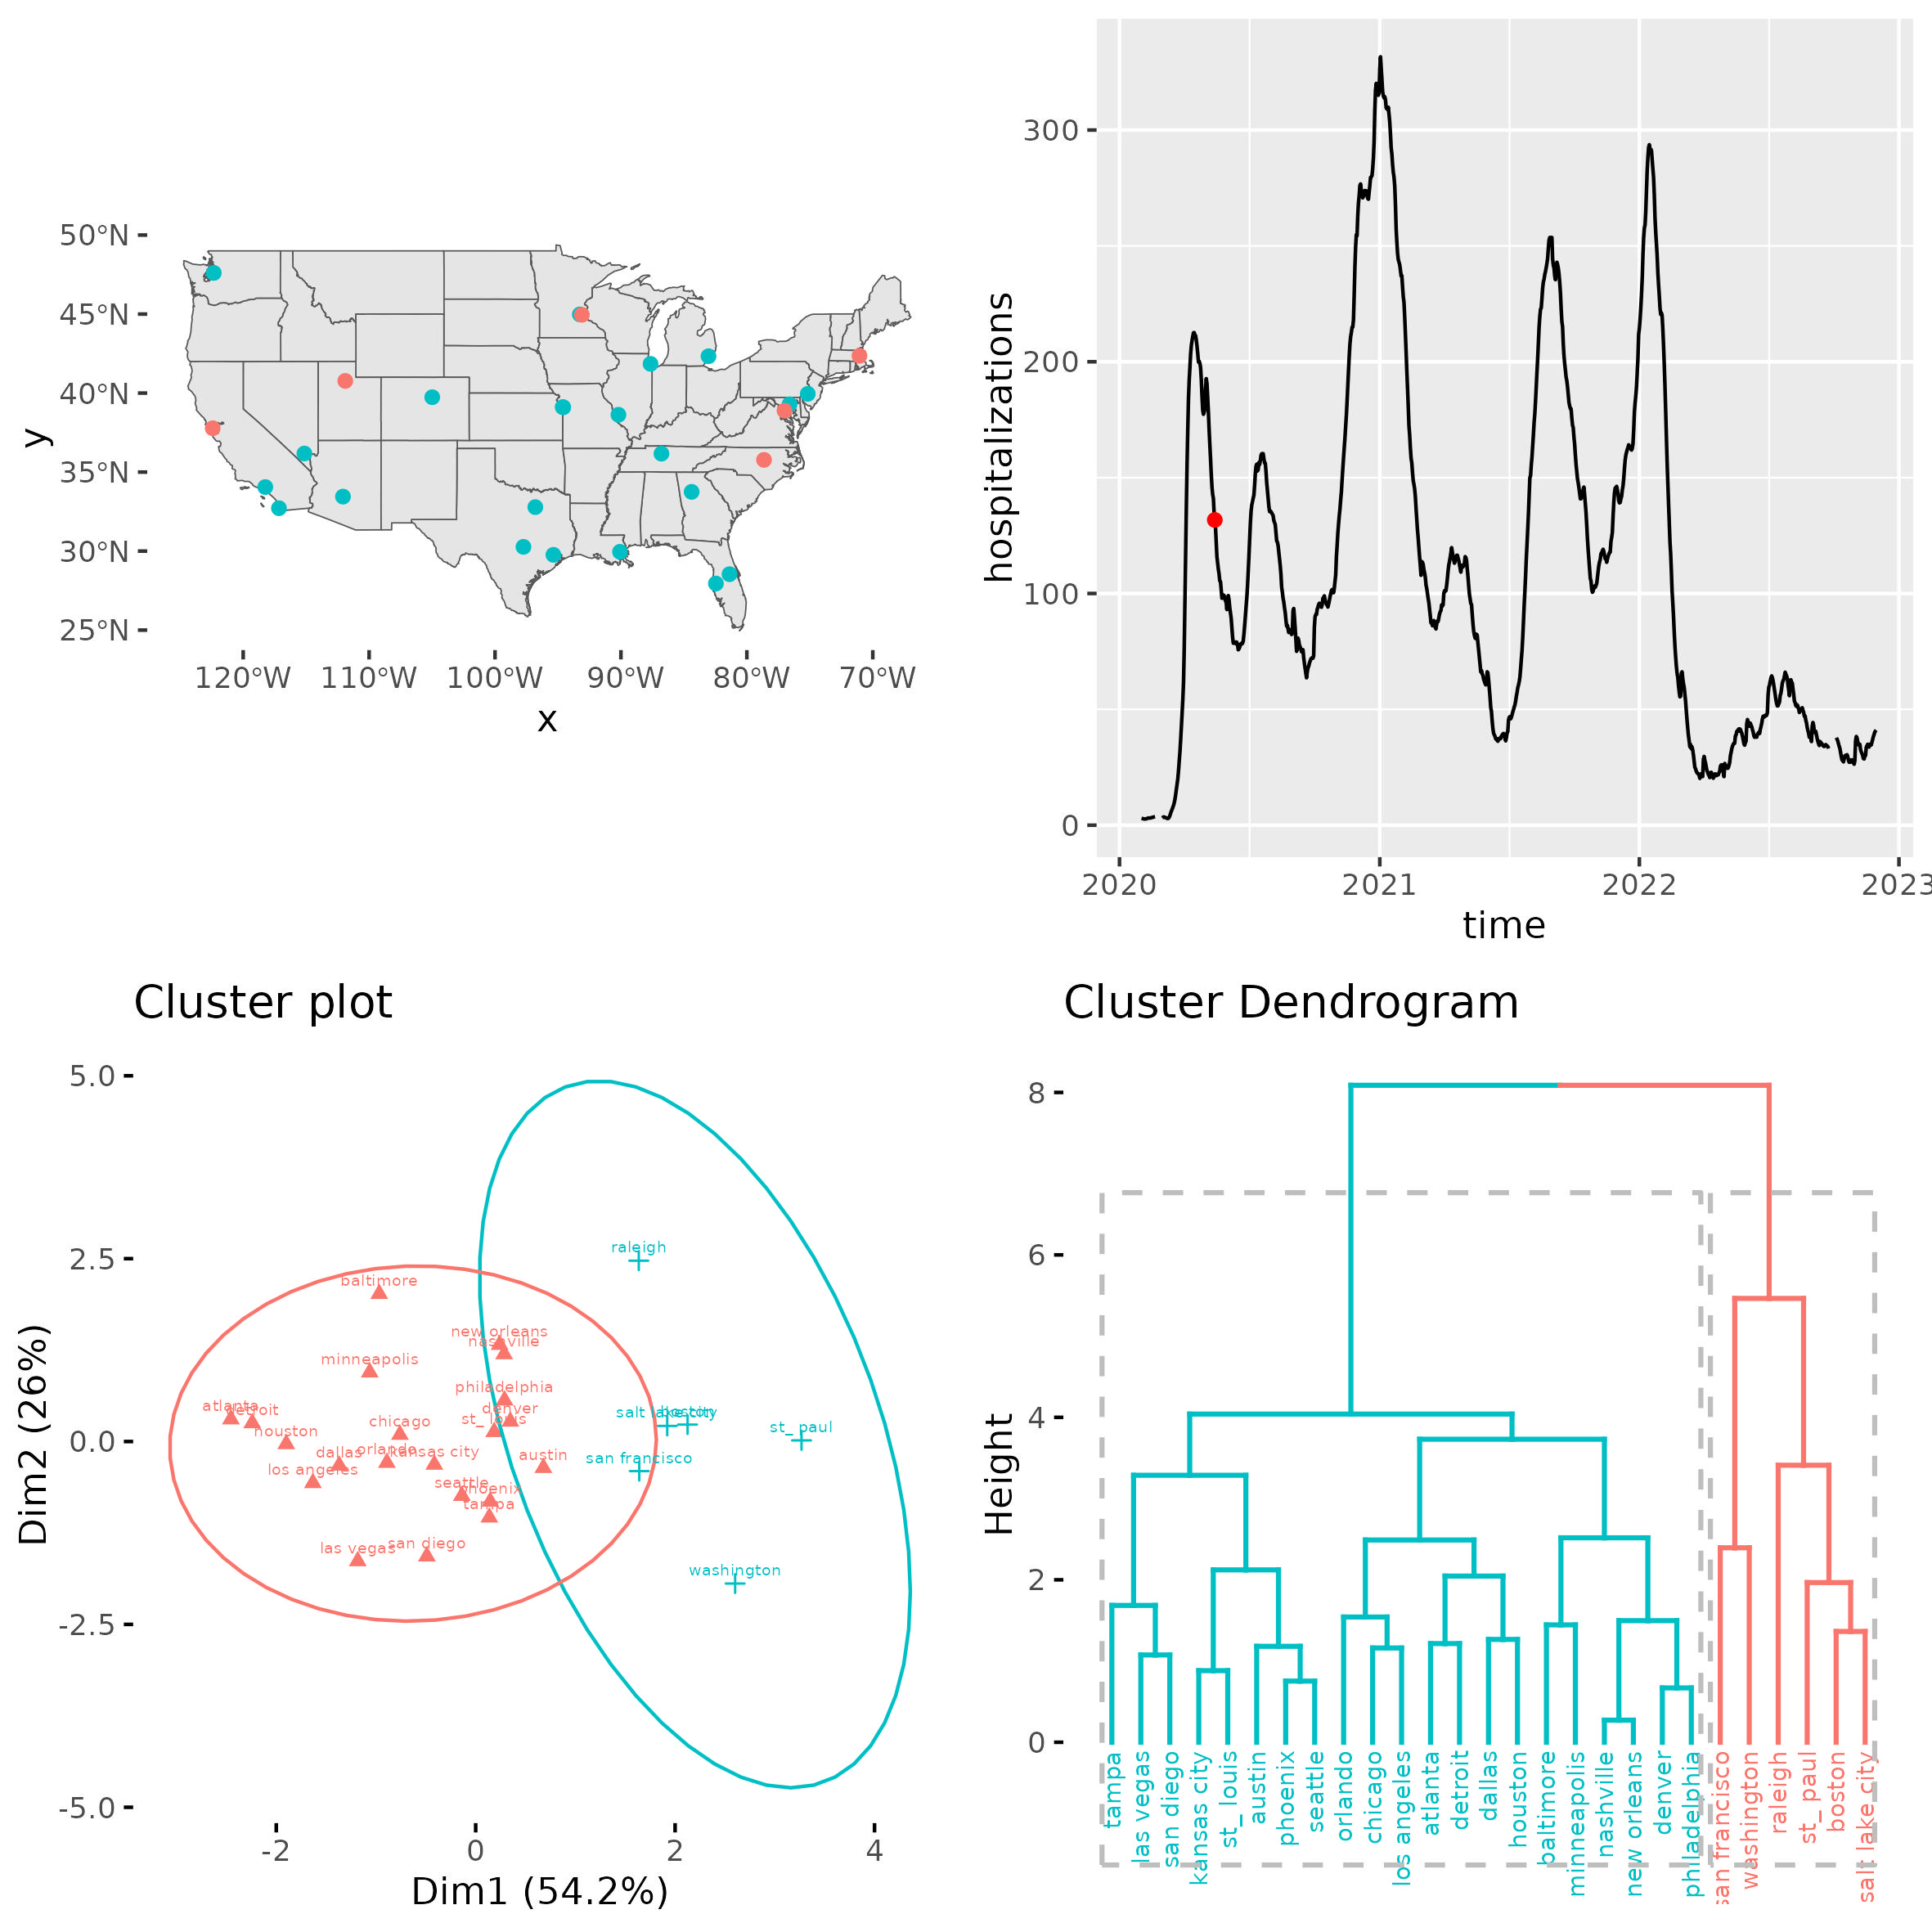 50°N
45°N
40°N
35°N
30°N
25°N
y
120°W 110°W 100°W 90°W 80°W 70°W
x
300
200
100
0
hospitalizations
2020 2021 2022 2023
time
Cluster plot
5.0
2.5
0.0
-2.5
-5.0
Dim2 (26%)
raleigh
baltimore
new orleans
nashville
minneapolis
philadelphia
atlanta
detroit
denver
salt lake city
boston
st_louis
chicago
st_paul
houston
orlando
dallas
kansas city
austin
san francisco
los angeles
seattle
phoenix
tampa
las vegas
san diego
washington
-2 0 2 4
Dim1 (54.2%)
Cluster Dendrogram
8
6
4
2
0
Height
tampa
las vegas
san diego
kansas city
st_louis
austin
phoenix
seattle
orlando
chicago
los angeles
atlanta
detroit
dallas
houston
baltimore
minneapolis
nashville
new orleans
denver
philadelphia
san francisco
washington
raleigh
st_paul
boston
salt lake city